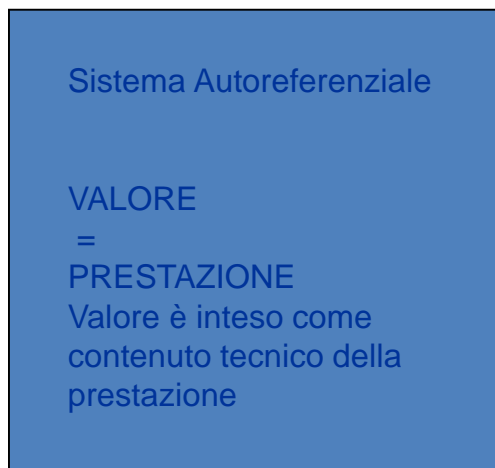 Sistema Autoreferenziale
VALORE
=
PRESTAZIONE
Valore è inteso come
contenuto tecnico della
prestazione